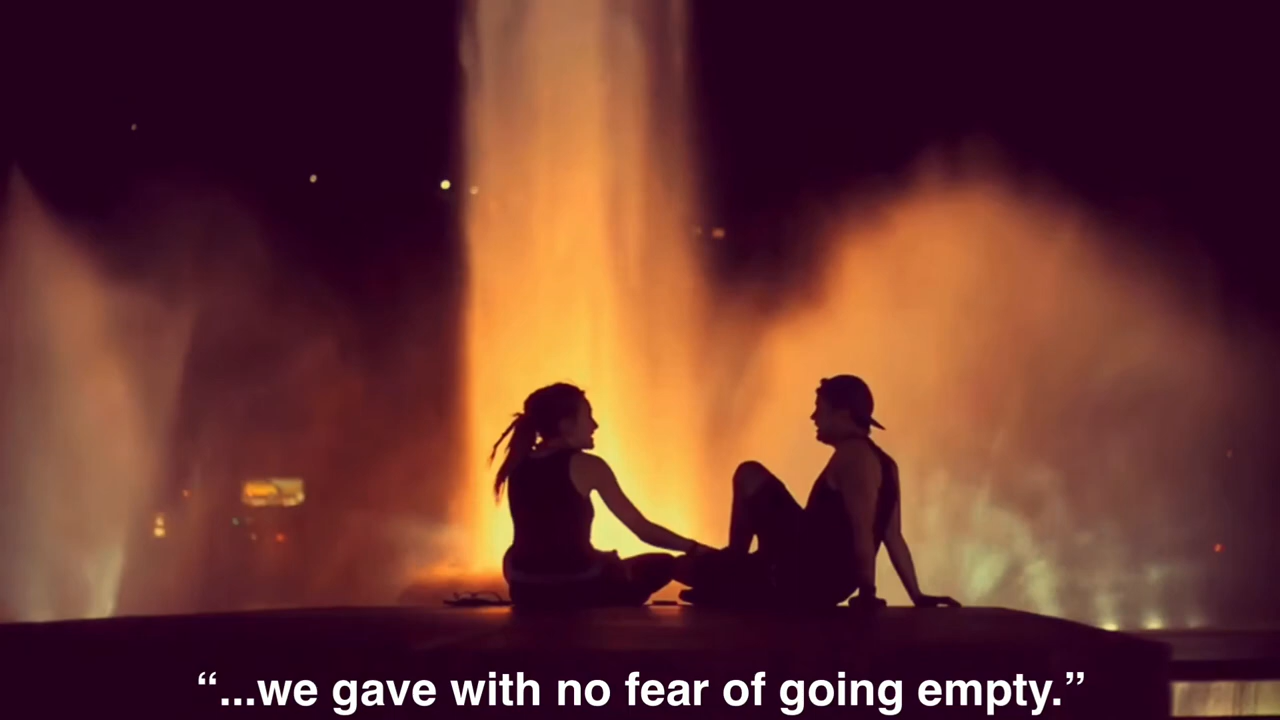 “...we gave with no fear of going empty.”